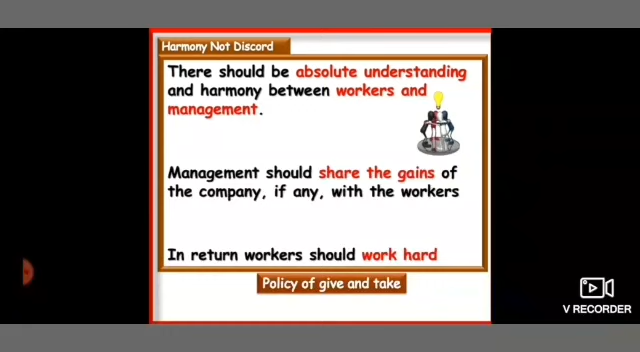 Harmony Not Discord
There should be absolute understanding
and harmony between workers and
management.
Management should share the gains of
the company, if any, with the workers
In return workers should work hard
Policy of give and take
V RECORDER